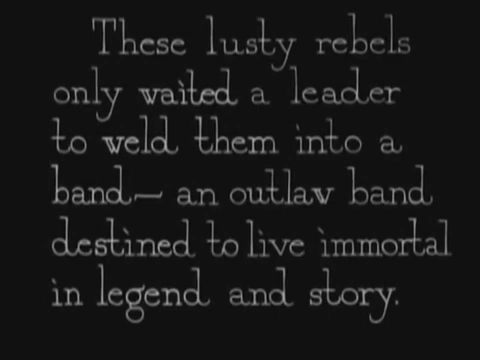 These lusty rebels
only waited a leader
to weld them into a
band— an outlaw band
destined to live immortal
in legend and story.